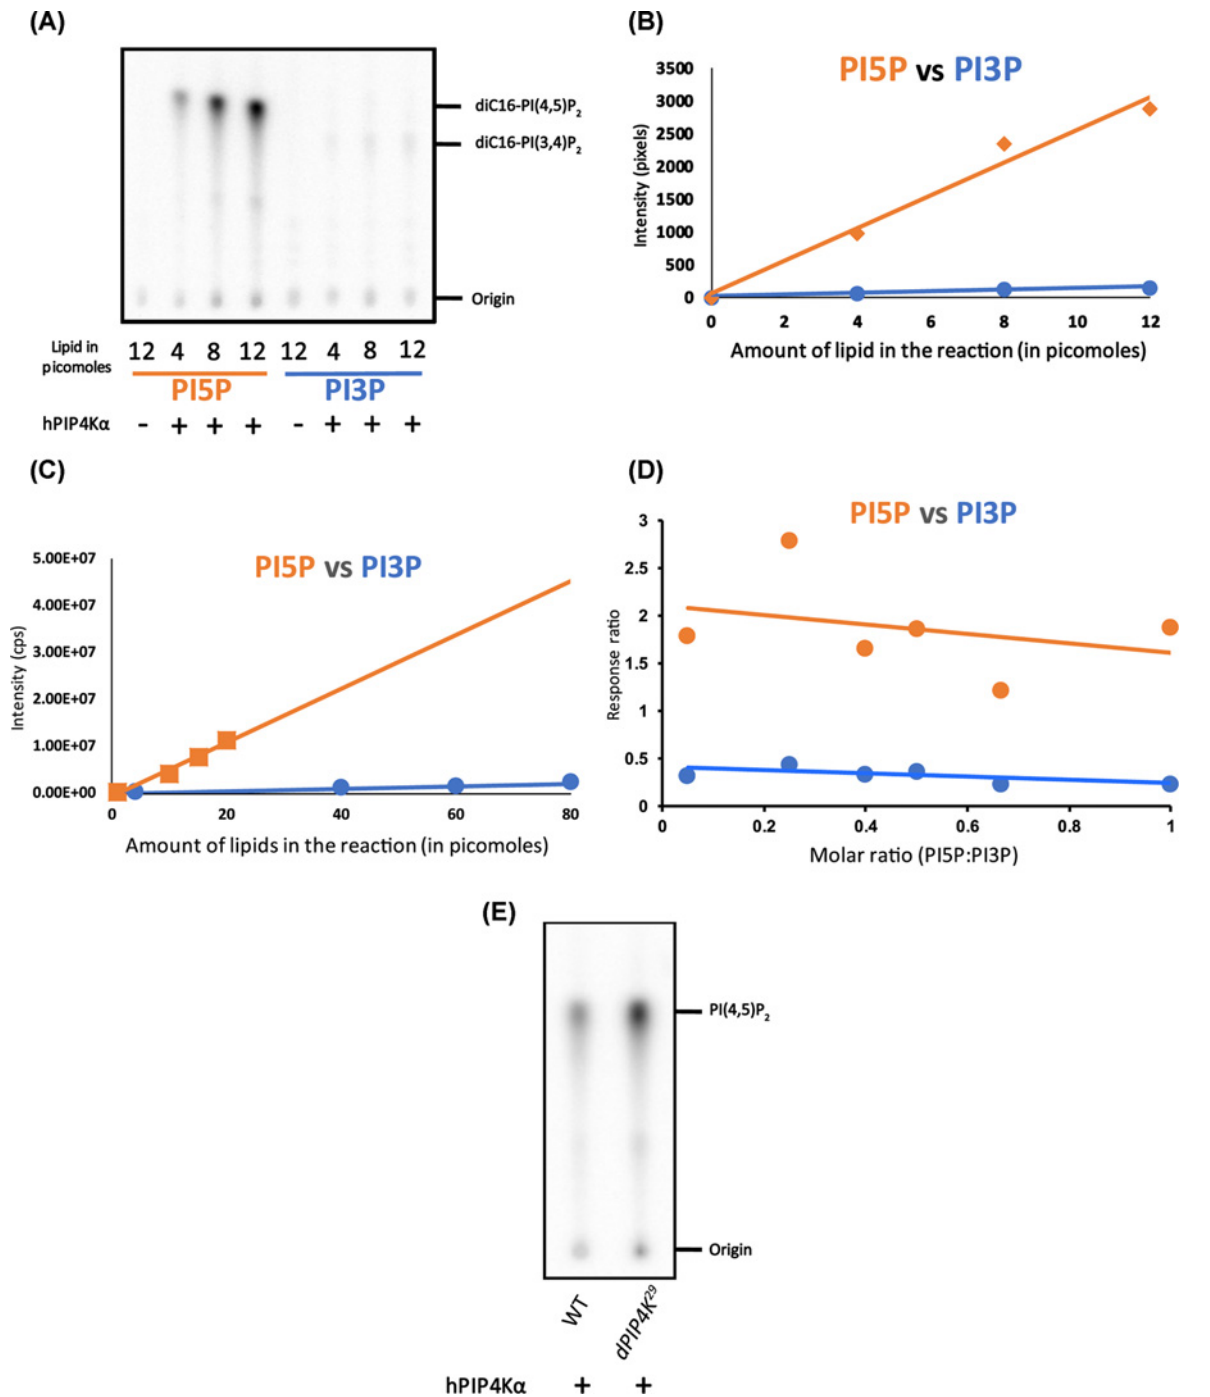 (A)
diC16-PI(4,5)P₂
diC16-PI(3,4)P₂
Origin
Lipid in picomoles 12 4 8 12 12 4 8 12
PI5P PI3P
hPIP4Kα - + + + - + + +
(B)
PI5P vs PI3P
Intensity (pixels)
3500
3000
2500
2000
1500
1000
500
0
0 2 4 6 8 10 12
Amount of lipid in the reaction (in picomoles)
(C)
PI5P vs PI3P
Intensity (cps)
5.00E+07
4.00E+07
3.00E+07
2.00E+07
1.00E+07
0.00E+00
0 20 40 60 80
Amount of lipids in the reaction (in picomoles)
(D)
PI5P vs PI3P
Response ratio
3
2.5
2
1.5
1
0.5
0
0 0.2 0.4 0.6 0.8 1
Molar ratio (PI5P:PI3P)
(E)
PI(4,5)P₂
Origin
WT dPIP4K²⁹
hPIP4Kα + +